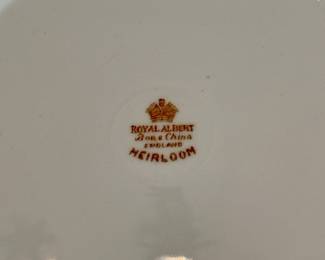 ROYAL ALBERT
Bone China
ENGLAND
HEIRLOOM